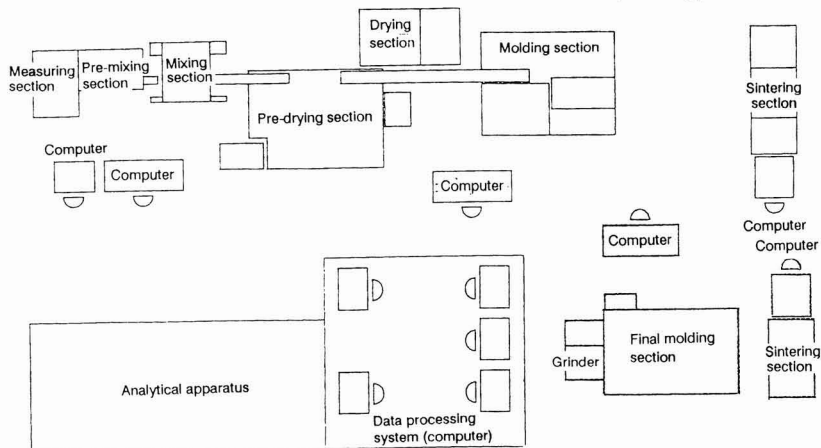 Drying
section
Molding section
Measuring
section
Pre-mixing
section
Mixing
section
Pre-drying section
Sintering
section
Computer
Computer
Computer
Computer
Computer
Computer
Analytical apparatus
Data processing
system (computer)
Grinder
Final molding
section
Sintering
section